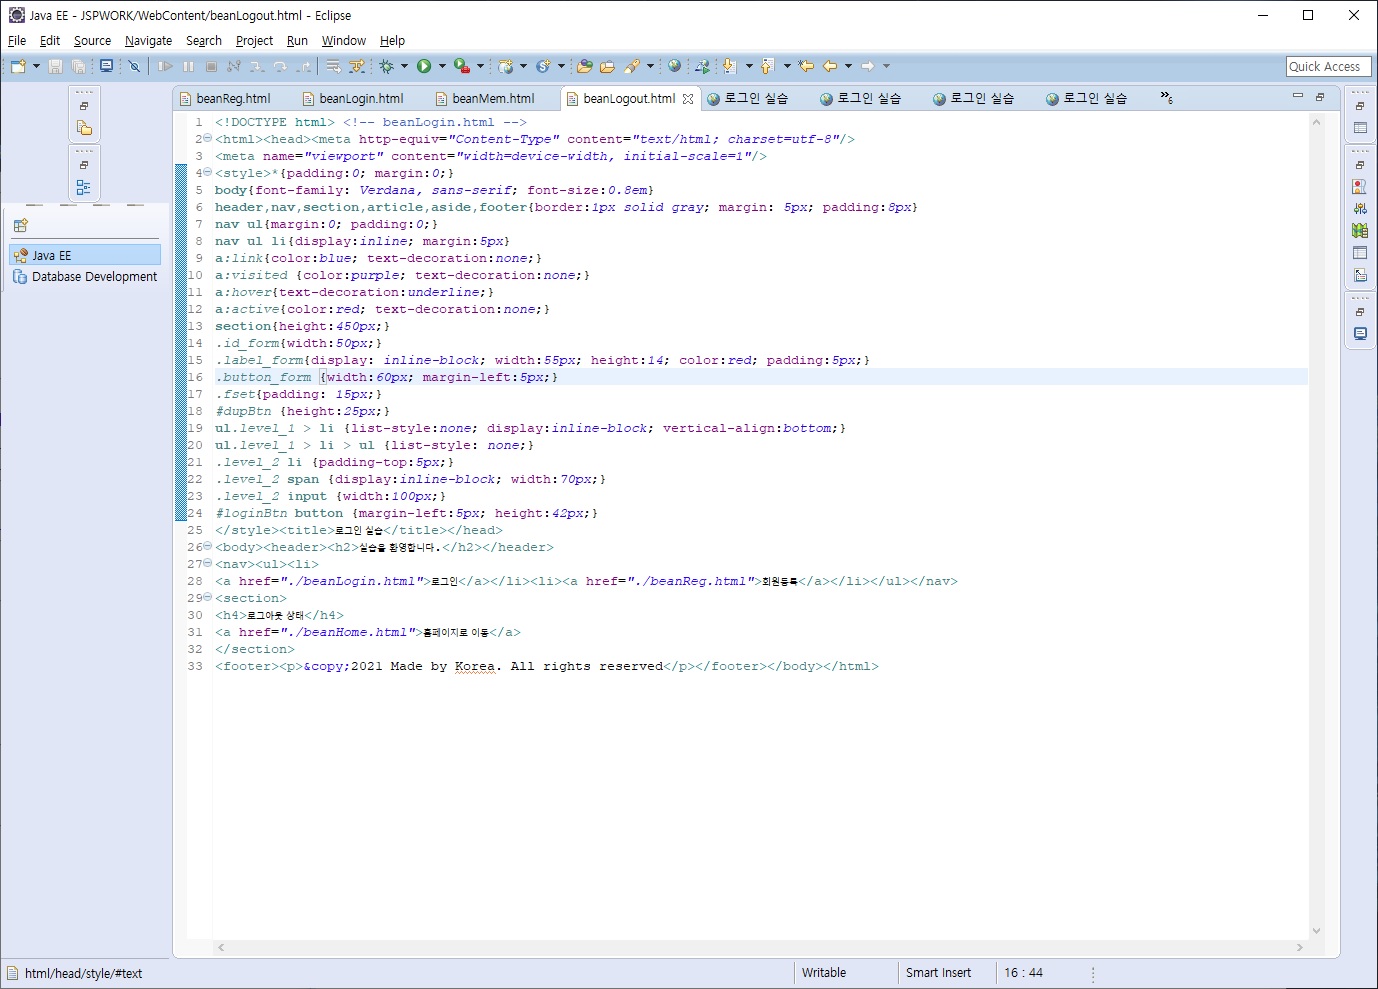 Java EE - JSPWORK/WebContent/beanLogout.html - Eclipse
File Edit Source Navigate Search Project Run Window Help
Quick Access
beanReg.html beanLogin.html beanMem.html beanLogout.html 로그인 실습 로그인 실습 로그인 실습 로그인 실습 »6
Java EE
Database Development
1 <!DOCTYPE html> <!-- beanLogin.html -->
2 <html><head><meta http-equiv="Content-Type" content="text/html; charset=utf-8"/>
3 <meta name="viewport" content="width=device-width, initial-scale=1"/>
4 <style>*{padding:0; margin:0;}
5 body{font-family: Verdana, sans-serif; font-size:0.8em}
6 header,nav,section,article,aside,footer{border:1px solid gray; margin: 5px; padding:8px}
7 nav ul{margin:0; padding:0;}
8 nav ul li{display:inline; margin:5px}
9 a:link{color:blue; text-decoration:none;}
10 a:visited {color:purple; text-decoration:none;}
11 a:hover{text-decoration:underline;}
12 a:active{color:red; text-decoration:none;}
13 section{height:450px;}
14 .id_form{width:50px;}
15 .label_form{display: inline-block; width:55px; height:14; color:red; padding:5px;}
16 .button_form {width:60px; margin-left:5px;}
17 .fset{padding: 15px;}
18 #dupBtn {height:25px;}
19 ul.level_1 > li {list-style:none; display:inline-block; vertical-align:bottom;}
20 ul.level_1 > li > ul {list-style: none;}
21 .level_2 li {padding-top:5px;}
22 .level_2 span {display:inline-block; width:70px;}
23 .level_2 input {width:100px;}
24 #loginBtn button {margin-left:5px; height:42px;}
25 </style><title>로그인 실습</title></head>
26 <body><header><h2>실습을 환영합니다.</h2></header>
27 <nav><ul><li>
28 <a href="./beanLogin.html">로그인</a></li><li><a href="./beanReg.html">회원등록</a></li></ul></nav>
29 <section>
30 <h4>로그아웃 상태</h4>
31 <a href="./beanHome.html">홈페이지로 이동</a>
32 </section>
33 <footer><p>&copy;2021 Made by Korea. All rights reserved</p></footer></body></html>
html/head/style/#text Writable Smart Insert 16 : 44